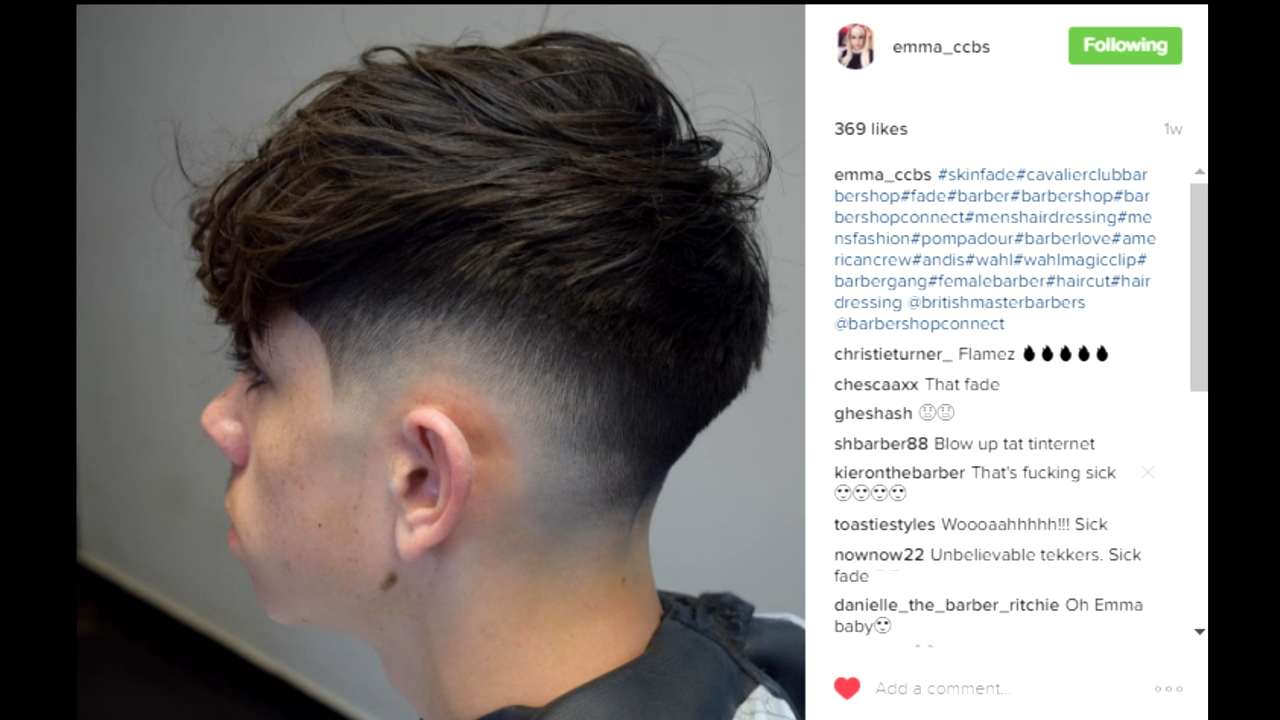 emma_ccbs
Following
369 likes
1w
emma_ccbs #skinfade#cavalierclubbar
bershop#fade#barber#barbershop#bar
bershopconnect#menshairdressing#me
nsfashion#pompadour#barberlove#ame
ricancrew#andis#wahl#wahlmagicclip#
barbergang#femalebarber#haircut#hair
dressing @britishmasterbarbers
@barbershopconnect
christieturner_ Flamez
chescaaxx That fade
gheshash
shbarber88 Blow up tat tinternet
kieronthebarber That's fucking sick
toastiestyles Woooaahhhhh!!! Sick
nownow22 Unbelievable tekkers. Sick
fade
danielle_the_barber_ritchie Oh Emma
baby
Add a comment...